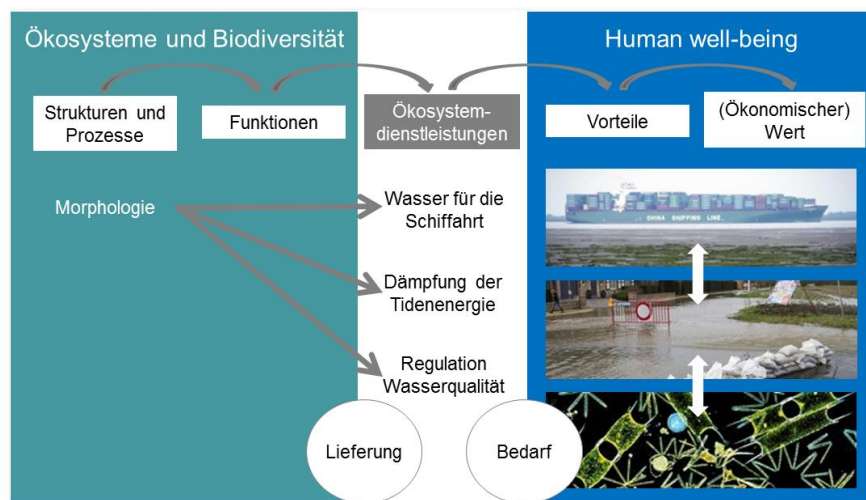 Ökosysteme und Biodiversität
Human well-being
Strukturen und
Prozesse
Funktionen
Ökosystem-
dienstleistungen
Vorteile
(Ökonomischer)
Wert
Morphologie
Wasser für die
Schiffahrt
Dämpfung der
Tidenenergie
Regulation
Wasserqualität
CHINA SHIPPING LINE
Lieferung
Bedarf